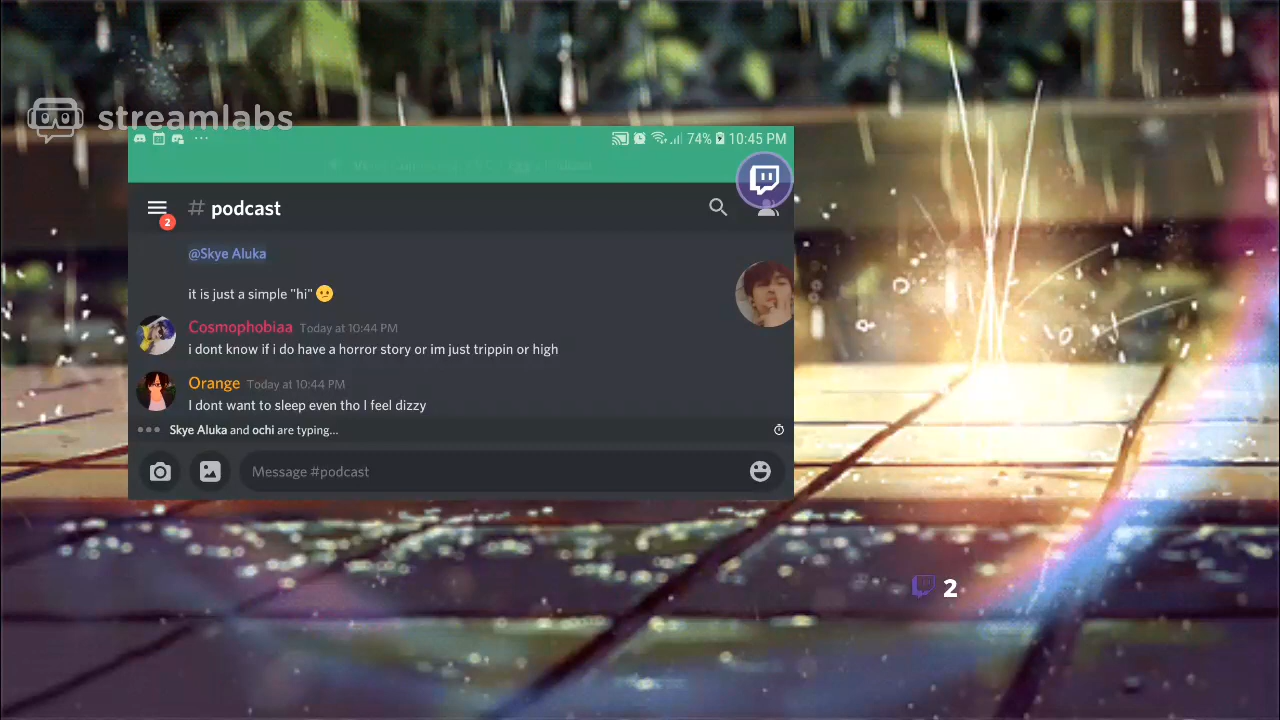 streamlabs
74% 10:45 PM
2
# podcast
@Skye Aluka
it is just a simple "hi" 😕
Cosmophobiaa Today at 10:44 PM
i dont know if i do have a horror story or im just trippin or high
Orange Today at 10:44 PM
I dont want to sleep even tho I feel dizzy
Skye Aluka and ochi are typing...
Message #podcast
2